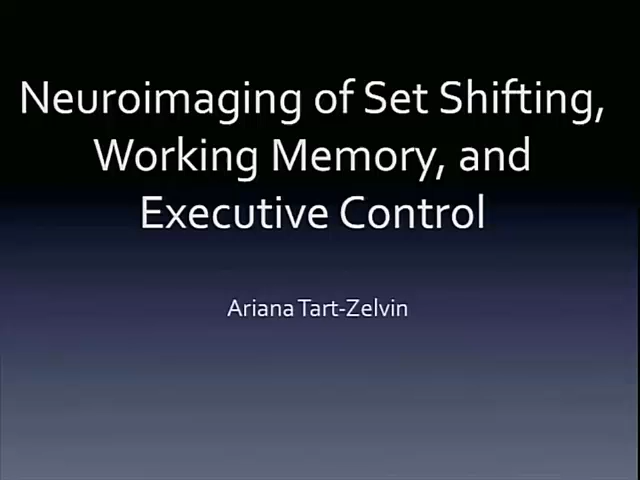 Neuroimaging of Set Shifting,
Working Memory, and
Executive Control
Ariana Tart-Zelvin